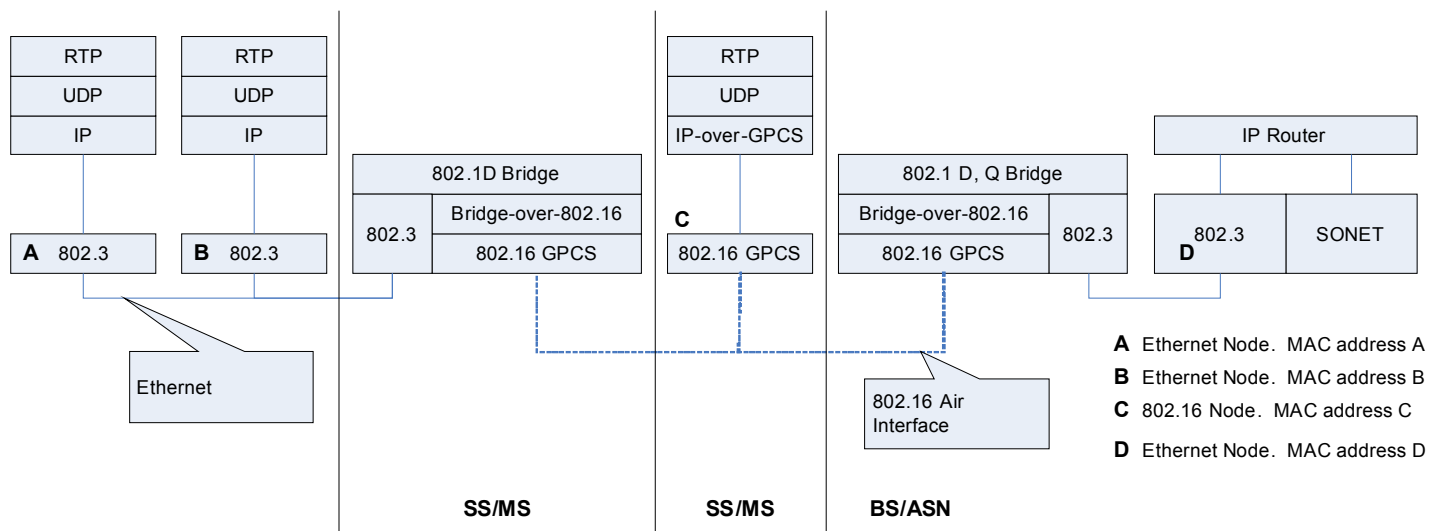 RTP
UDP
IP
RTP
UDP
IP
A 802.3
B 802.3
Ethernet
802.1D Bridge
802.3
Bridge-over-802.16
802.16 GPCS
SS/MS
RTP
UDP
IP-over-GPCS
C
802.16 GPCS
SS/MS
802.1 D, Q Bridge
Bridge-over-802.16
802.16 GPCS
802.3
802.16 Air
Interface
BS/ASN
IP Router
802.3
D
SONET
A Ethernet Node. MAC address A
B Ethernet Node. MAC address B
C 802.16 Node. MAC address C
D Ethernet Node. MAC address D